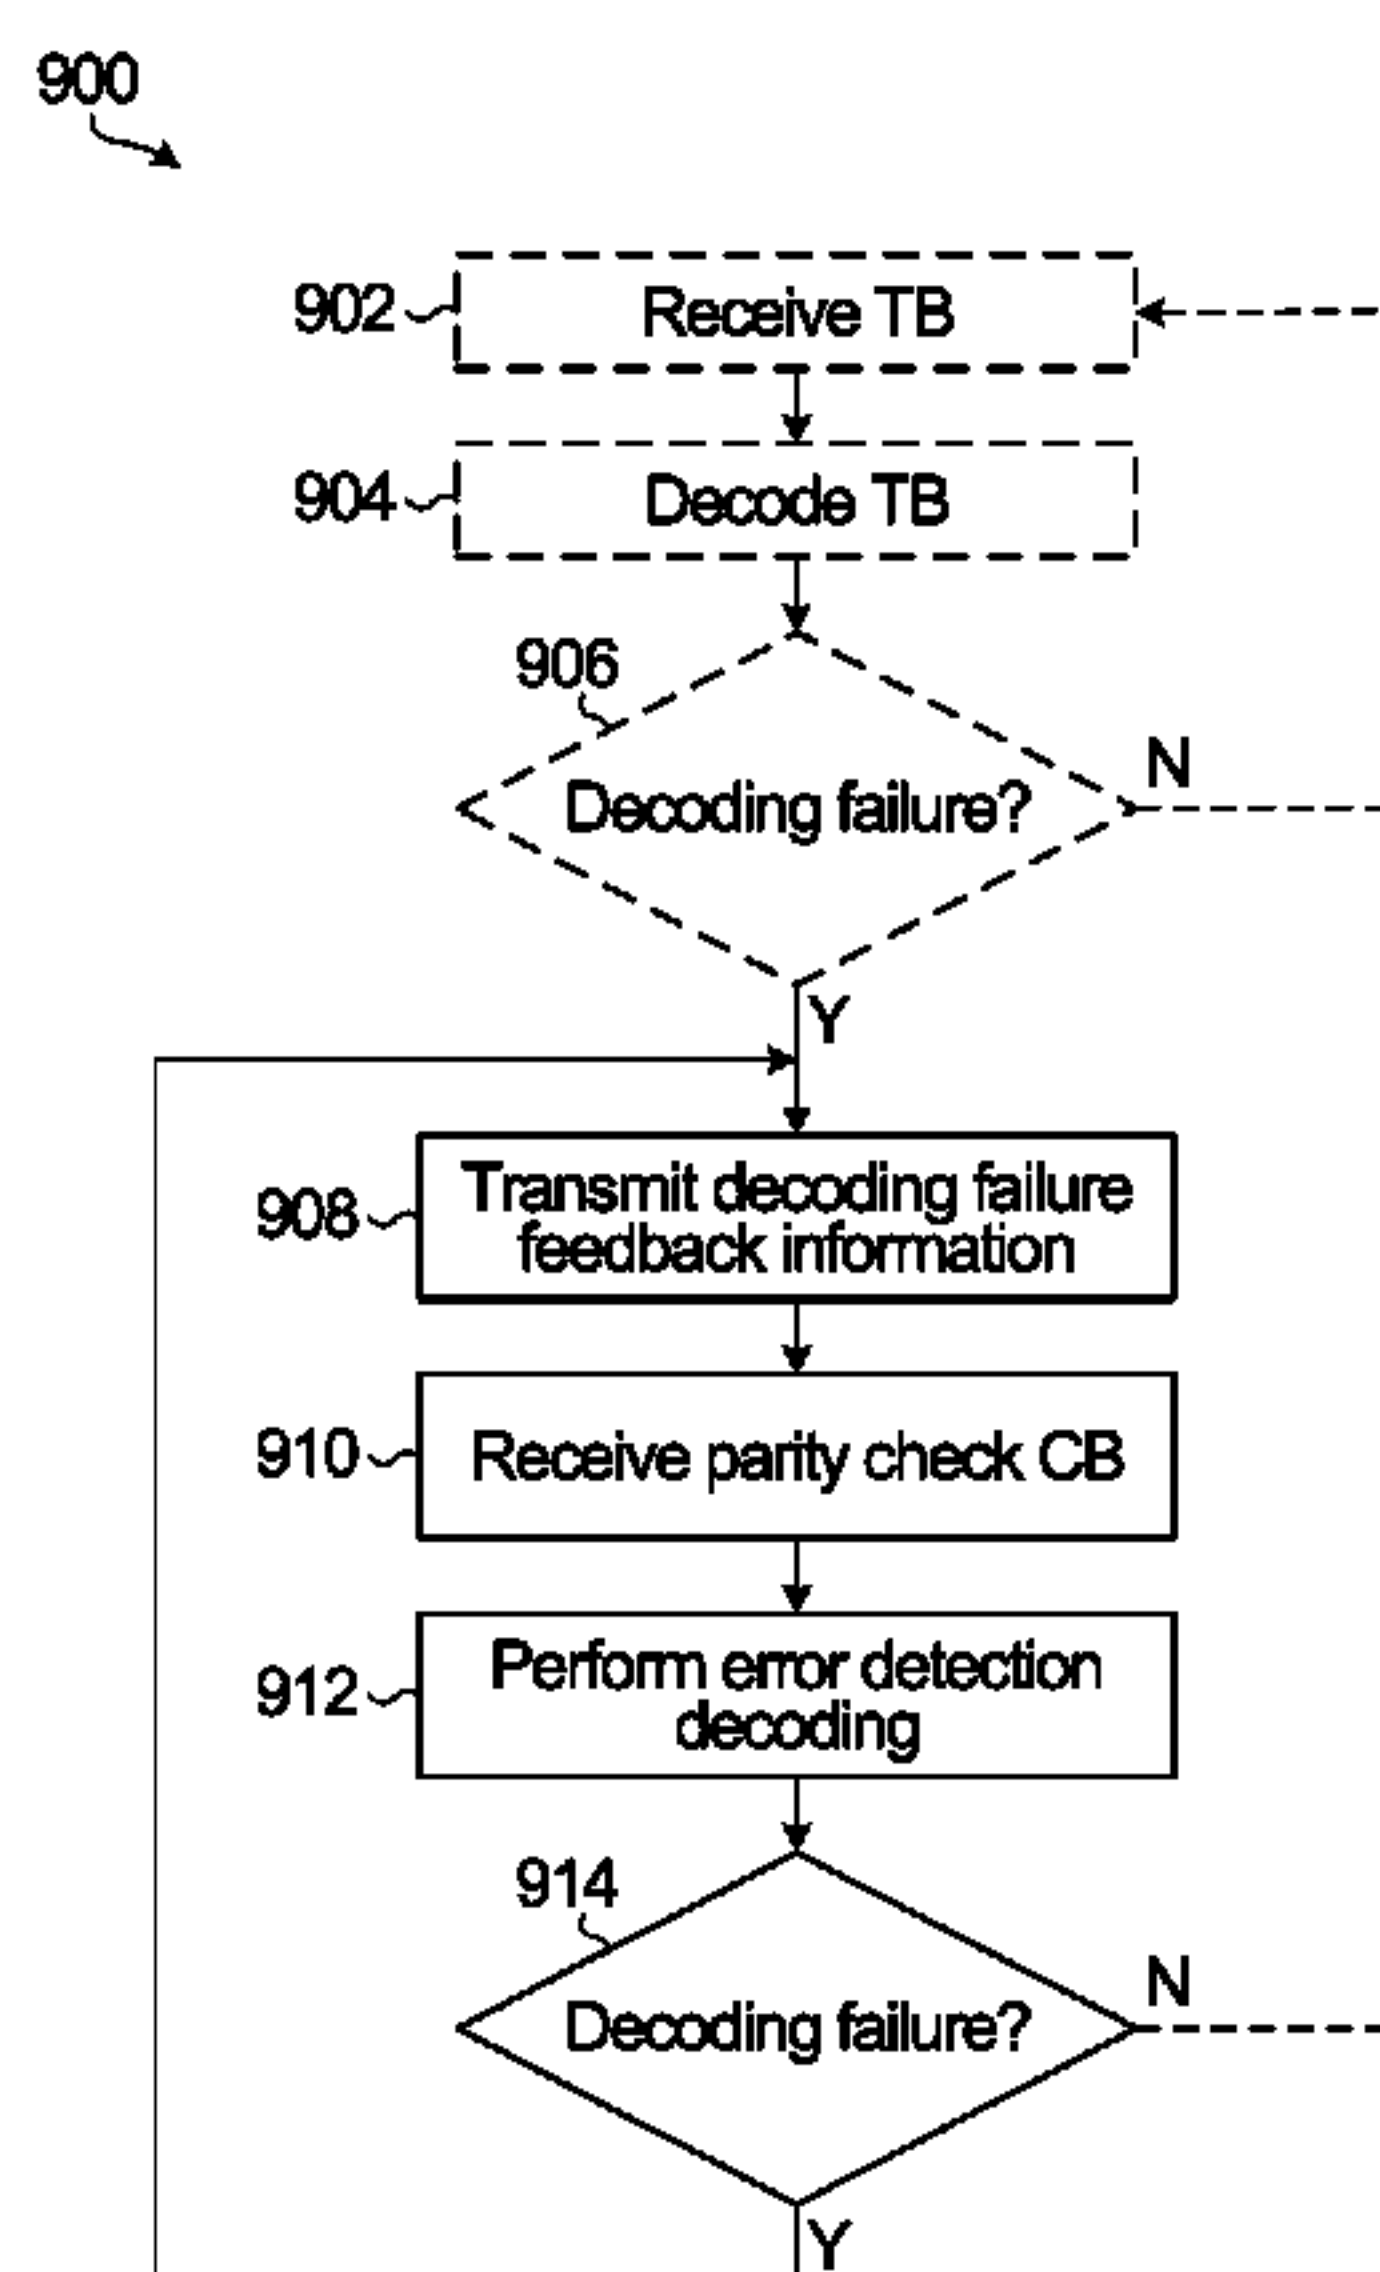 900
902
Receive TB
904
Decode TB
906
Decoding failure?
N
Y
908
Transmit decoding failure
feedback information
910
Receive parity check CB
912
Perform error detection
decoding
914
Decoding failure?
N
Y